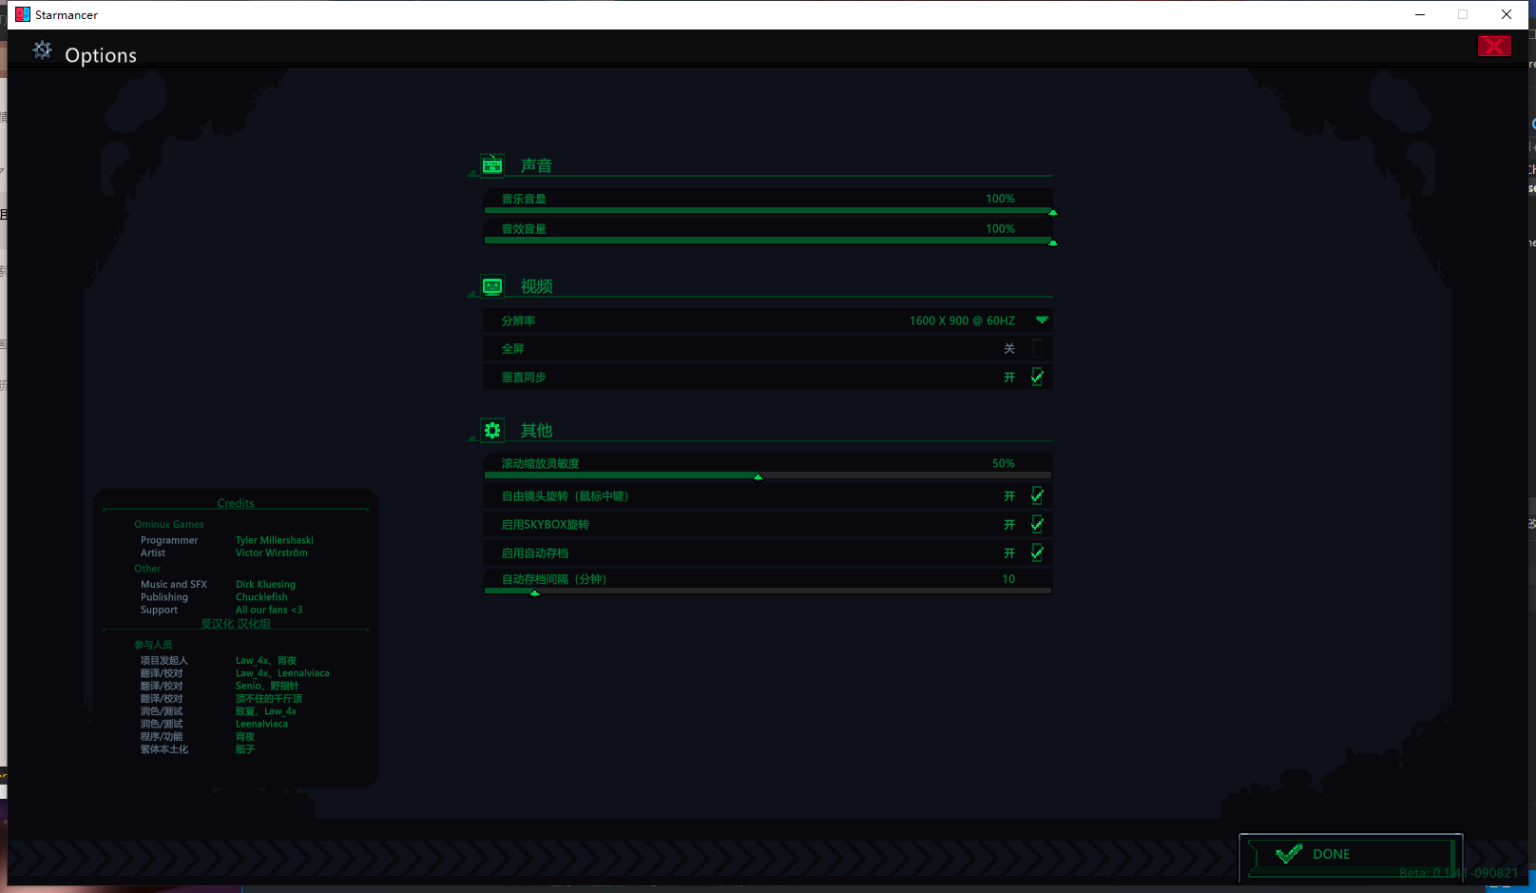 Starmancer
Options
声音
音乐音量 100%
音效音量 100%
视频
分辨率 1600 X 900 @ 60HZ
全屏 关
垂直同步 开
其他
滚动缩放灵敏度 50%
自由镜头旋转（鼠标中键） 开
启用SKYBOX旋转 开
启用自动存档 开
自动存档间隔（分钟） 10
Credits
Ominux Games
Programmer Tyler Millershaski
Artist Victor Wirström
Other
Music and SFX Dirk Kluesing
Publishing Chucklefish
Support All our fans <3
爻汉化 汉化组
参与人员
项目发起人 Law_4x、宵夜
翻译/校对 Law_4x、Leenalviaca
翻译/校对 Senio、野指针
翻译/校对 顶不住的千斤顶
润色/测试 Law_4x
润色/测试 Leenalviaca
程序/功能 宵夜
繁体本土化 瓶子
DONE
Beta: 0.1.41-090821